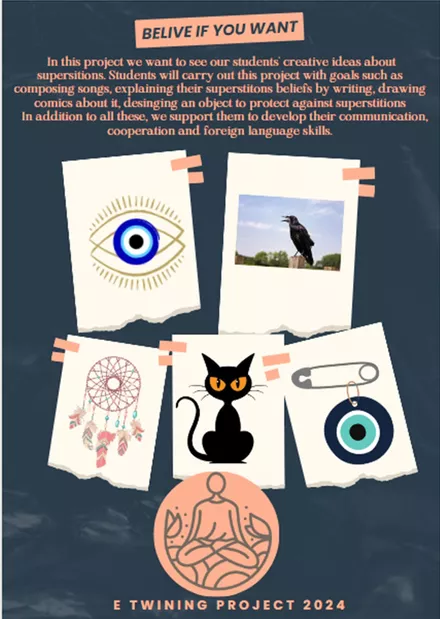 BELIVE IF YOU WANT
In this project we want to see our students' creative ideas about
supersitions. Students will carry out this project with goals such as
composing songs, explaining their superstitons beliefs by writing, drawing
comics about it, desinging an object to protect against superstitions
In addition to all these, we support them to develop their communication,
cooperation and foreign language skills.
E TWINING PROJECT 2024